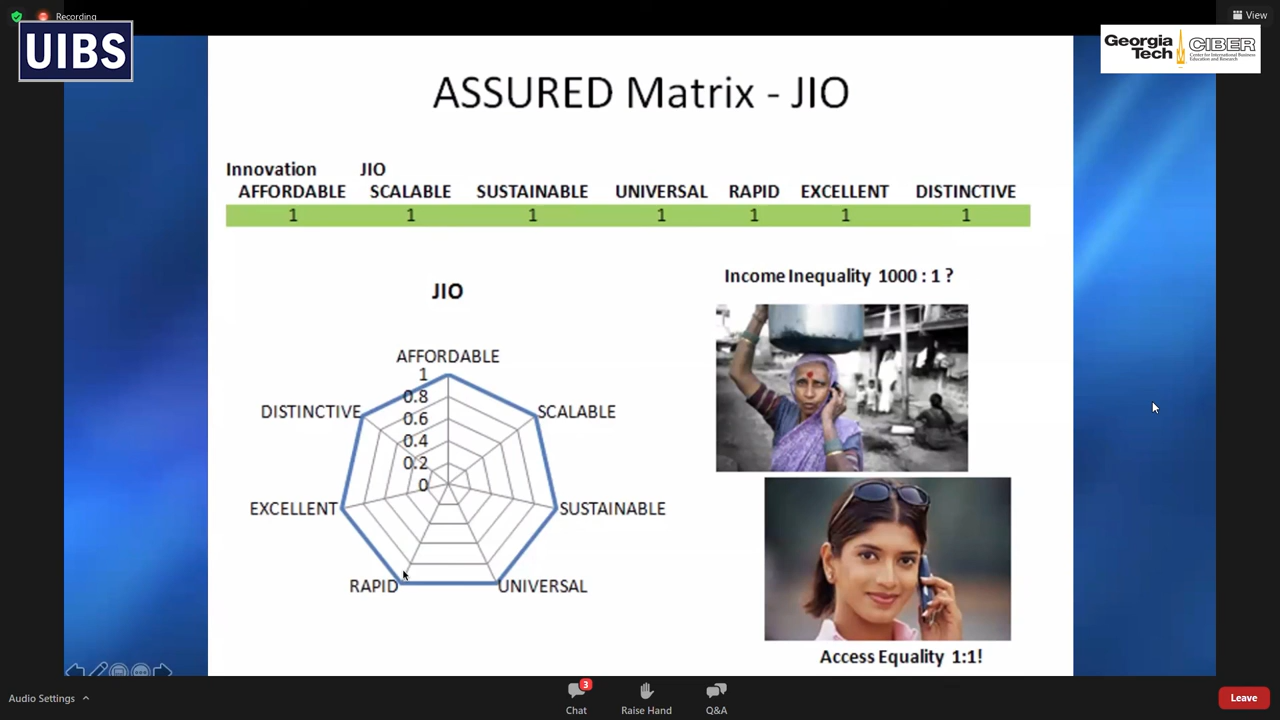 Recording
View
UIBS
Georgia
Tech
CIBER
Center for International Business
Education and Research
ASSURED Matrix - JIO
Innovation JIO
AFFORDABLE SCALABLE SUSTAINABLE UNIVERSAL RAPID EXCELLENT DISTINCTIVE
1 1 1 1 1 1 1
Income Inequality 1000 : 1 ?
JIO
AFFORDABLE
1
0.8
DISTINCTIVE
SCALABLE
0.6
0.4
0.2
0
EXCELLENT
SUSTAINABLE
RAPID
UNIVERSAL
Access Equality 1:1!
Audio Settings
3
Chat
Raise Hand
Q&A
Leave